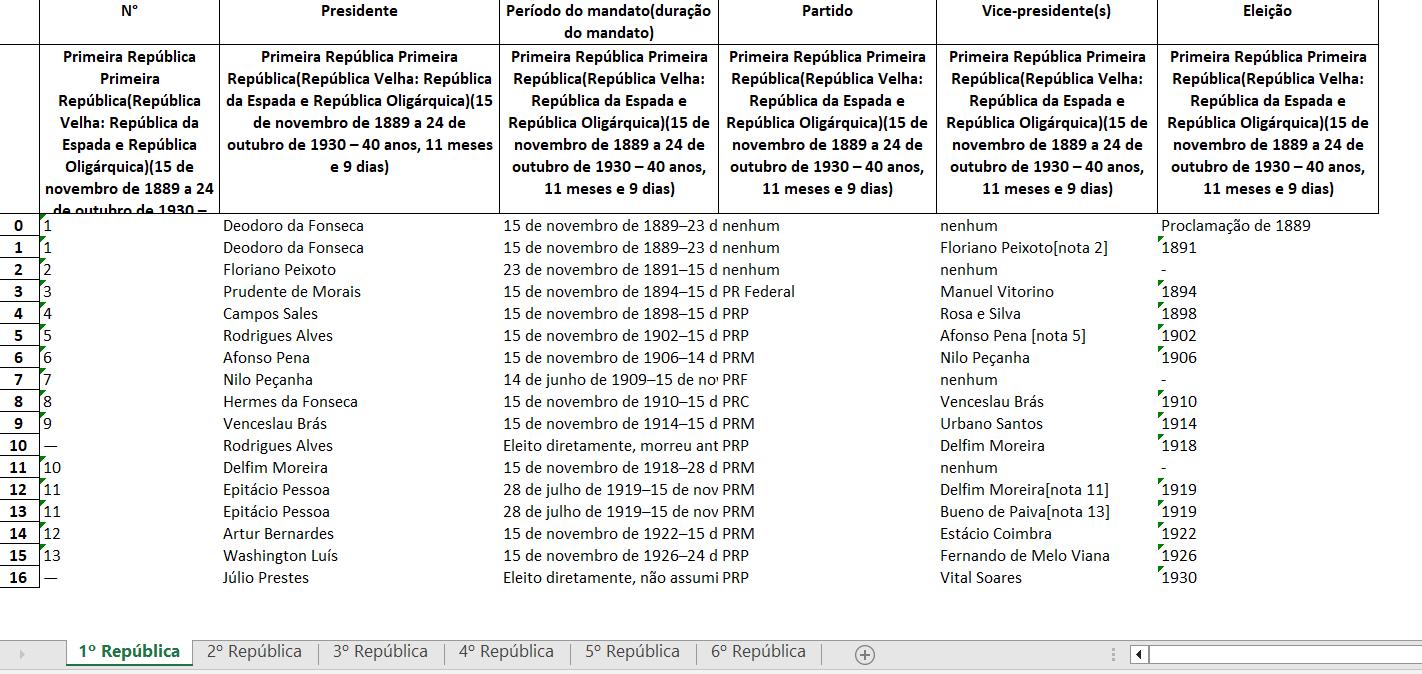 N° Presidente Período do mandato(duração do mandato) Partido Vice-presidente(s) Eleição
Primeira República Primeira República(República Velha: República da Espada e República Oligárquica)(15 de novembro de 1889 a 24 de outubro de 1930 –
Primeira República Primeira República(República Velha: República da Espada e República Oligárquica)(15 de novembro de 1889 a 24 de outubro de 1930 – 40 anos, 11 meses e 9 dias)
Primeira República Primeira República(República Velha: República da Espada e República Oligárquica)(15 de novembro de 1889 a 24 de outubro de 1930 – 40 anos, 11 meses e 9 dias)
Primeira República Primeira República(República Velha: República da Espada e República Oligárquica)(15 de novembro de 1889 a 24 de outubro de 1930 – 40 anos, 11 meses e 9 dias)
Primeira República Primeira República(República Velha: República da Espada e República Oligárquica)(15 de novembro de 1889 a 24 de outubro de 1930 – 40 anos, 11 meses e 9 dias)
Primeira República Primeira República(República Velha: República da Espada e República Oligárquica)(15 de novembro de 1889 a 24 de outubro de 1930 – 40 anos, 11 meses e 9 dias)
0 1 Deodoro da Fonseca 15 de novembro de 1889–23 d nenhum nenhum Proclamação de 1889
1 1 Deodoro da Fonseca 15 de novembro de 1889–23 d nenhum Floriano Peixoto[nota 2] 1891
2 2 Floriano Peixoto 23 de novembro de 1891–15 d nenhum nenhum -
3 3 Prudente de Morais 15 de novembro de 1894–15 d PR Federal Manuel Vitorino 1894
4 4 Campos Sales 15 de novembro de 1898–15 d PRP Rosa e Silva 1898
5 5 Rodrigues Alves 15 de novembro de 1902–15 d PRP Afonso Pena [nota 5] 1902
6 6 Afonso Pena 15 de novembro de 1906–14 d PRM Nilo Peçanha 1906
7 7 Nilo Peçanha 14 de junho de 1909–15 de nov PRF nenhum -
8 8 Hermes da Fonseca 15 de novembro de 1910–15 d PRC Venceslau Brás 1910
9 9 Venceslau Brás 15 de novembro de 1914–15 d PRM Urbano Santos 1914
10 — Rodrigues Alves Eleito diretamente, morreu ant PRP Delfim Moreira 1918
11 10 Delfim Moreira 15 de novembro de 1918–28 d PRM nenhum -
12 11 Epitácio Pessoa 28 de julho de 1919–15 de nov PRM Delfim Moreira[nota 11] 1919
13 11 Epitácio Pessoa 28 de julho de 1919–15 de nov PRM Bueno de Paiva[nota 13] 1919
14 12 Artur Bernardes 15 de novembro de 1922–15 d PRM Estácio Coimbra 1922
15 13 Washington Luís 15 de novembro de 1926–24 d PRP Fernando de Melo Viana 1926
16 — Júlio Prestes Eleito diretamente, não assumi PRP Vital Soares 1930
1º República 2º República 3º República 4º República 5º República 6º República